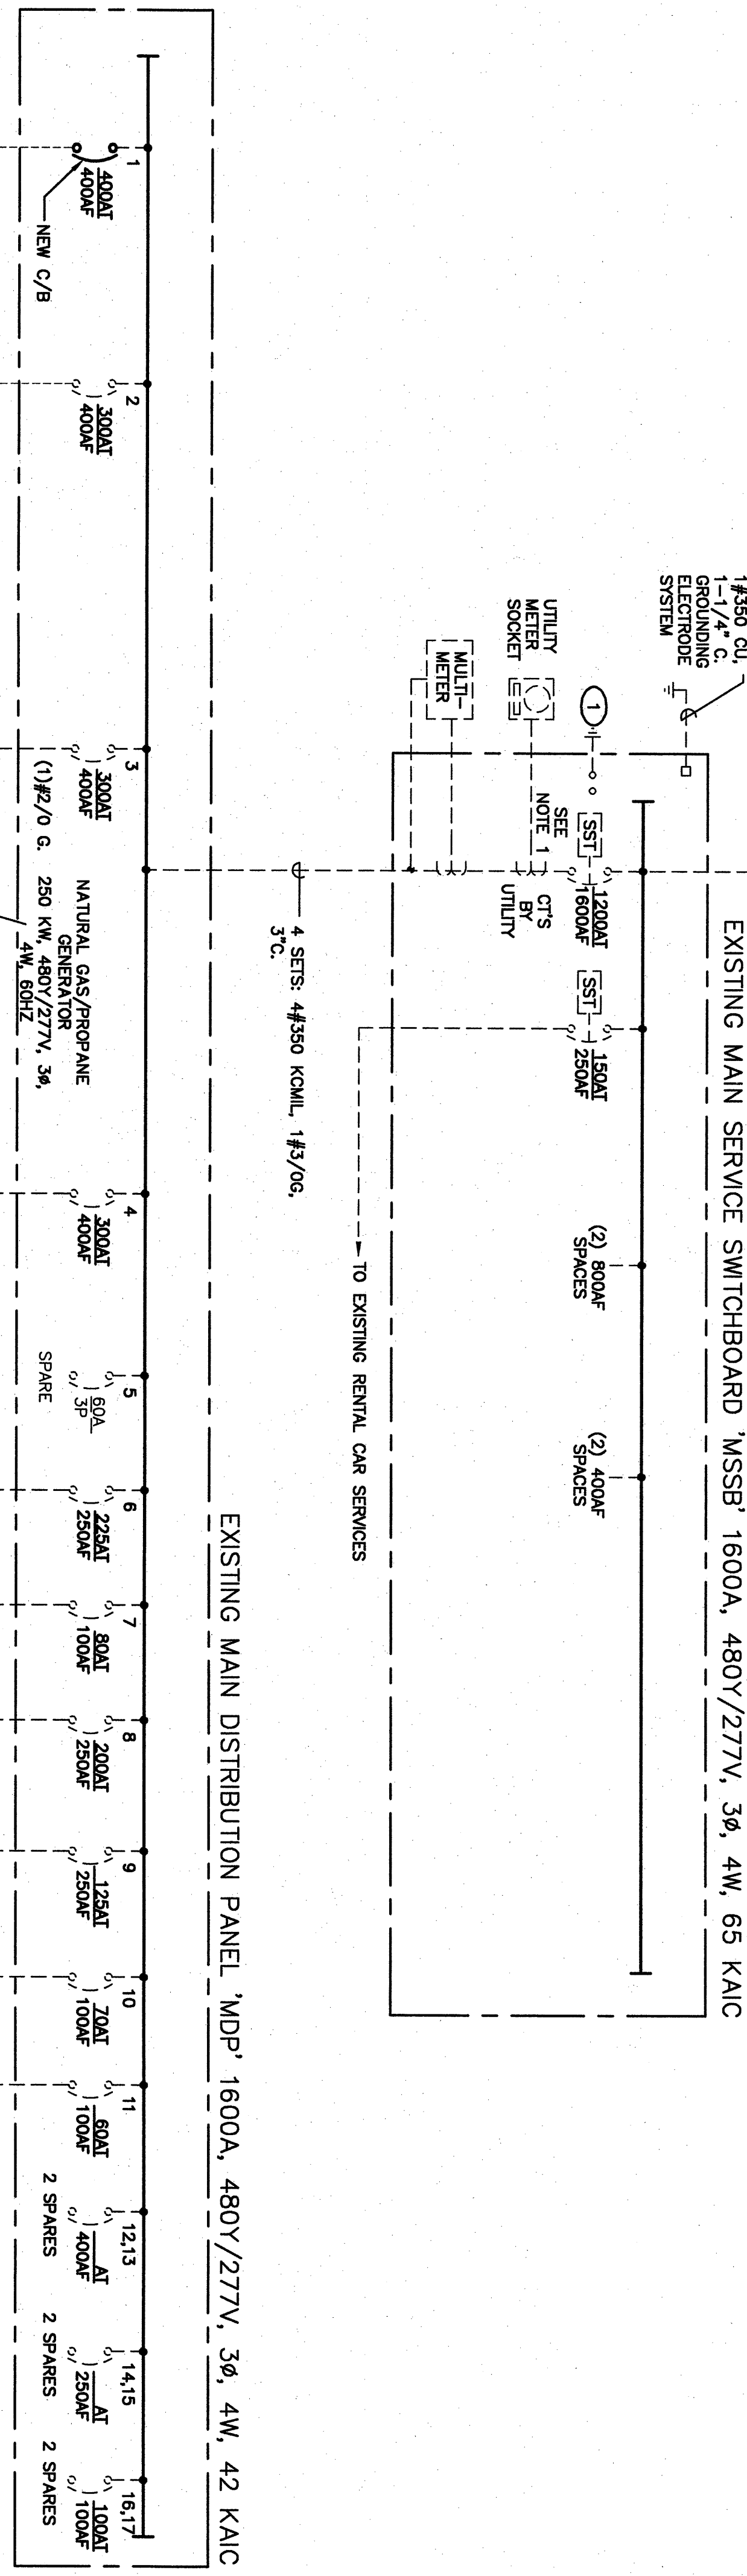 1#350 CU,
1-1/4" C.
GROUNDING
ELECTRODE
SYSTEM
EXISTING MAIN SERVICE SWITCHBOARD 'MSSB' 1600A, 480Y/277V, 3ø, 4W, 65 KAIC
1
UTILITY
METER
SOCKET
MULTI-
METER
SEE
NOTE 1
SST
1200AT
1600AF
CT'S
BY
UTILITY
SST
150AT
250AF
(2) 800AF
SPACES
(2) 400AF
SPACES
TO EXISTING RENTAL CAR SERVICES
4 SETS: 4#350 KCMIL, 1#3/0G,
3"C.
EXISTING MAIN DISTRIBUTION PANEL 'MDP' 1600A, 480Y/277V, 3ø, 4W, 42 KAIC
1
400AT
400AF
NEW C/B
2
300AT
400AF
3
300AT
400AF
(1)#2/0 G.
NATURAL GAS/PROPANE
GENERATOR
250 KW, 480Y/277V, 3ø,
4W, 60HZ
4
300AT
400AF
5
60A
3P
SPARE
6
225AT
250AF
7
80AT
100AF
8
200AT
250AF
9
125AT
250AF
10
70AT
100AF
11
60AT
100AF
12,13
AT
400AF
2 SPARES
14,15
AT
250AF
2 SPARES
16,17
100AT
100AF
2 SPARES